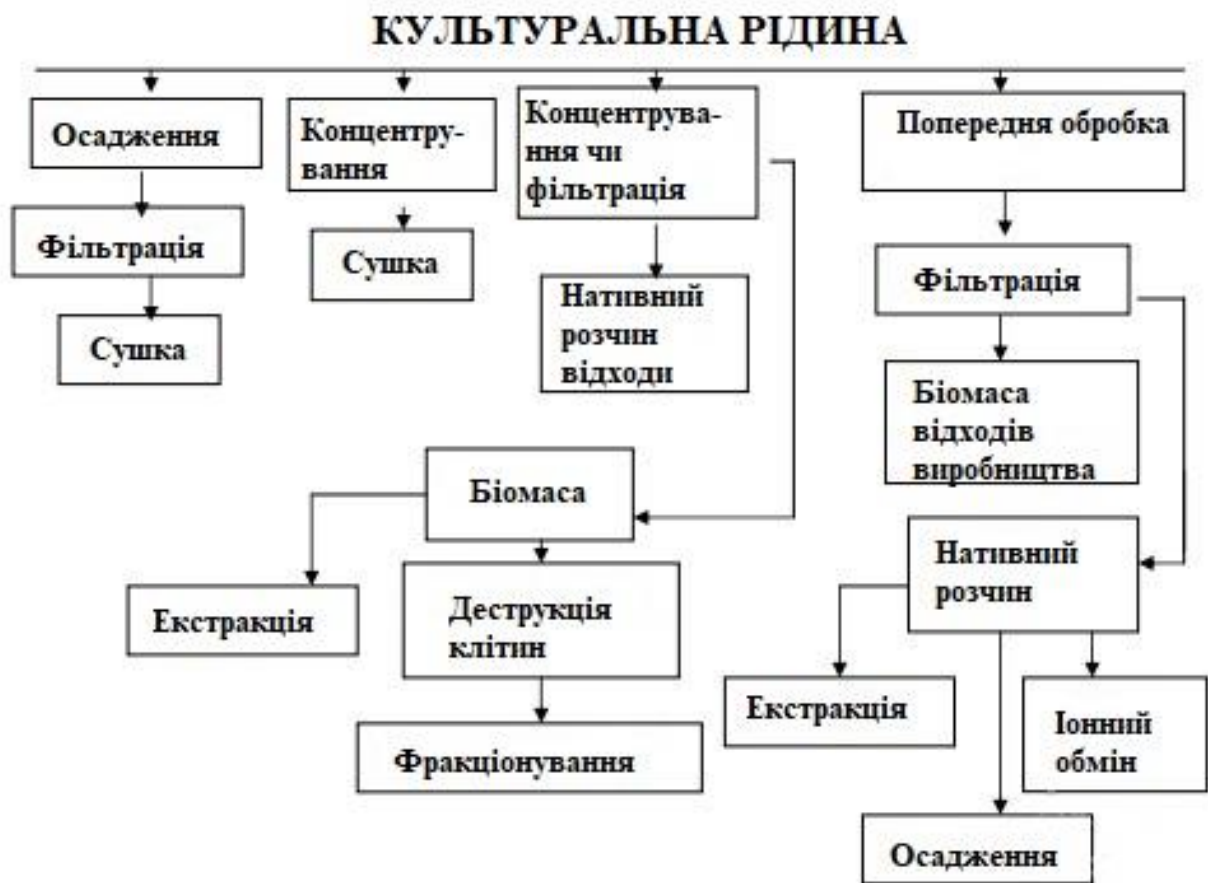 КУЛЬТУРАЛЬНА РІДИНА
Осадження
Фільтрація
Сушка
Концентру-
вання
Сушка
Концентрува-
ння чи
фільтрація
Нативний
розчин
відходи
Біомаса
Екстракція
Деструкція
клітин
Фракціонування
Попередня обробка
Фільтрація
Біомаса
відходів
виробництва
Нативний
розчин
Екстракція
Іонний
обмін
Осадження